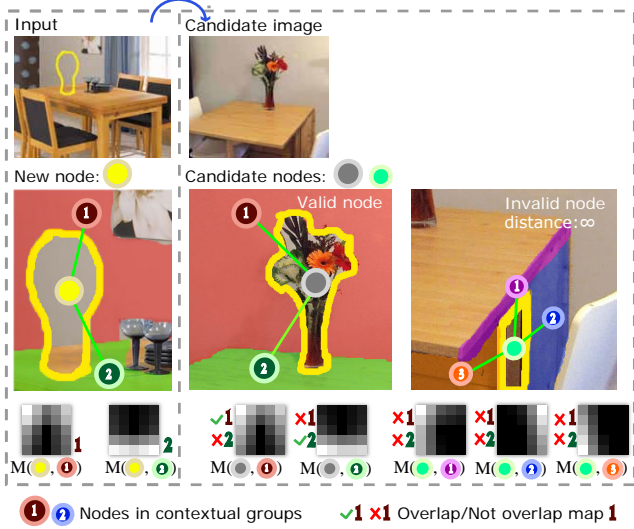 Input
Candidate image
New node:
Candidate nodes:
Valid node
Invalid node
distance:∞
1
2
1
2
1
2
3
1
2
✓1 ×1 ×1 ×1 ×1
×2 ✓2 ×2 ×2 ×2
M( , 1) M( , 2) M( , 1) M( , 2) M( , 1) M( , 2) M( , 3)
1 2 Nodes in contextual groups ✓1 ×1 Overlap/Not overlap map 1